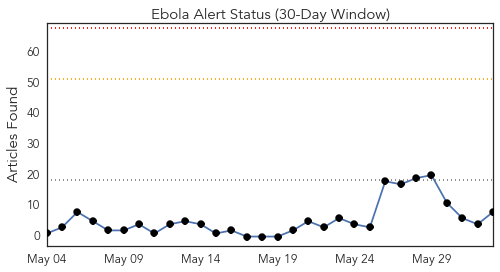 Ebola Alert Status (30-Day Window)
Articles Found
60
50
40
30
20
10
0
May 04 May 09 May 14 May 19 May 24 May 29